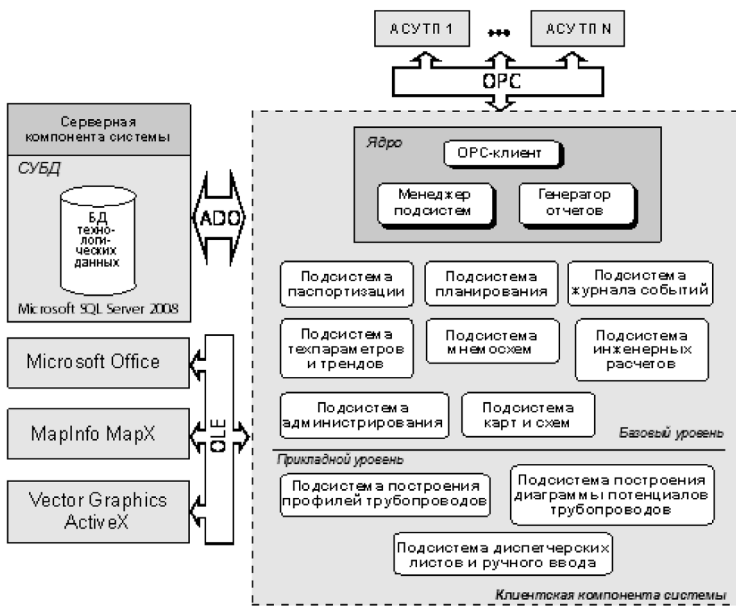 АСУТП 1 ••• АСУТП N
OPC
Серверная
компонента системы
СУБД
БД
техно-
логи-
ческих
данных
Microsoft SQL Server 2008
ADO
Ядро
OPC-клиент
Менеджер
подсистем
Генератор
отчетов
Подсистема
паспортизации
Подсистема
планирования
Подсистема
журнала событий
Подсистема
техпараметров
и трендов
Подсистема
мнемосхем
Подсистема
инженерных
расчетов
Подсистема
администрирования
Подсистема
карт и схем
Базовый уровень
Microsoft Office
MapInfo MapX
Vector Graphics
ActiveX
OLE
Прикладной уровень
Подсистема построения
профилей трубопроводов
Подсистема построения
диаграммы потенциалов
трубопроводов
Подсистема диспетчерских
листов и ручного ввода
Клиентская компонента системы